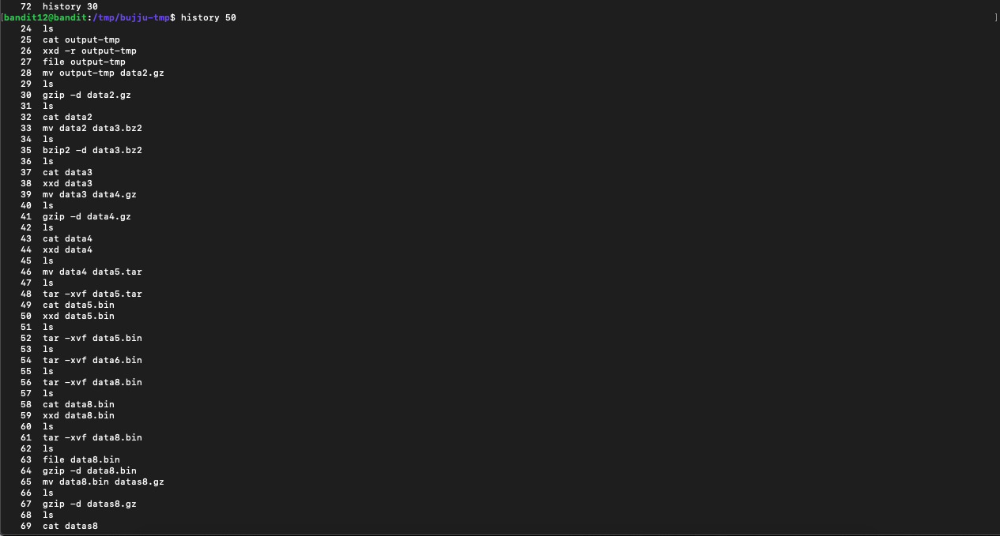 72 history 30
[bandit12@bandit:/tmp/bujju-tmp$ history 50 ]
24 ls
25 cat output-tmp
26 xxd -r output-tmp
27 file output-tmp
28 mv output-tmp data2.gz
29 ls
30 gzip -d data2.gz
31 ls
32 cat data2
33 mv data2 data3.bz2
34 ls
35 bzip2 -d data3.bz2
36 ls
37 cat data3
38 xxd data3
39 mv data3 data4.gz
40 ls
41 gzip -d data4.gz
42 ls
43 cat data4
44 xxd data4
45 ls
46 mv data4 data5.tar
47 ls
48 tar -xvf data5.tar
49 cat data5.bin
50 xxd data5.bin
51 ls
52 tar -xvf data5.bin
53 ls
54 tar -xvf data6.bin
55 ls
56 tar -xvf data8.bin
57 ls
58 cat data8.bin
59 xxd data8.bin
60 ls
61 tar -xvf data8.bin
62 ls
63 file data8.bin
64 gzip -d data8.bin
65 mv data8.bin datas8.gz
66 ls
67 gzip -d datas8.gz
68 ls
69 cat datas8